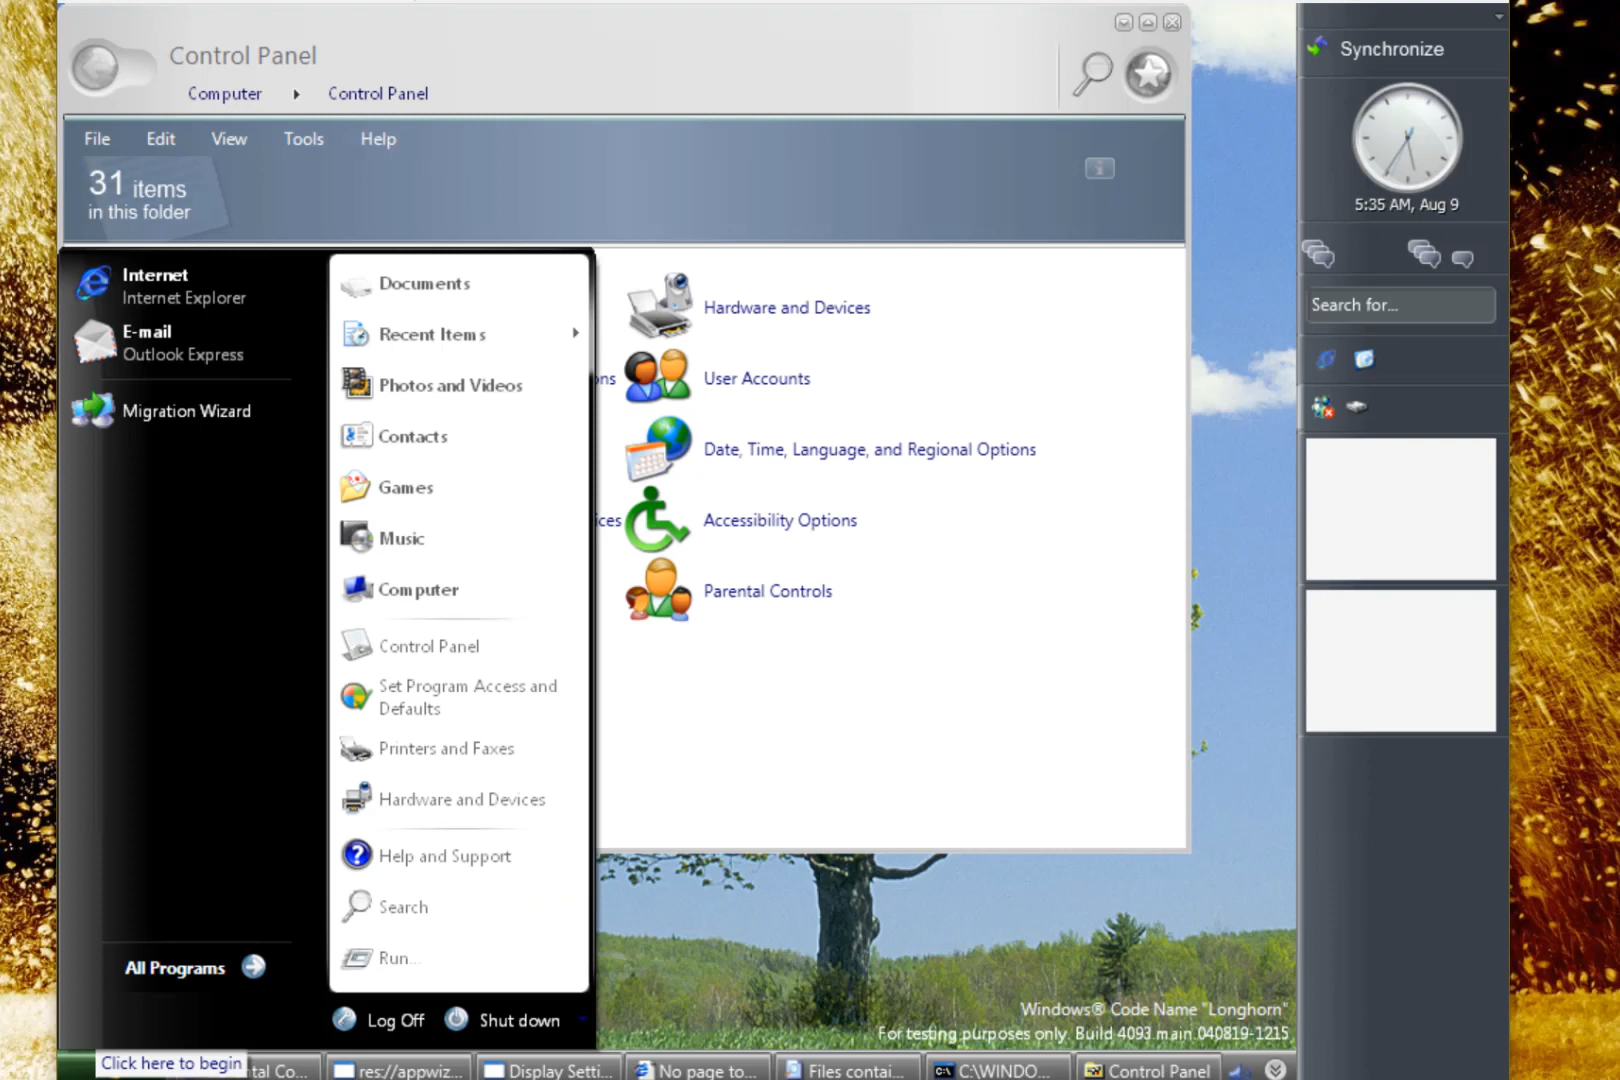 Control Panel
Computer
Control Panel
File Edit View Tools Help
31 items
in this folder
Internet
Internet Explorer
E-mail
Outlook Express
Migration Wizard
All Programs
Documents
Recent Items
Photos and Videos
Contacts
Games
Music
Computer
Control Panel
Set Program Access and
Defaults
Printers and Faxes
Hardware and Devices
Help and Support
Search
Run...
Log Off Shut down
Hardware and Devices
ons User Accounts
Date, Time, Language, and Regional Options
ices Accessibility Options
Parental Controls
Synchronize
5:35 AM, Aug 9
Search for...
Windows® Code Name "Longhorn"
For testing purposes only. Build 4093.main.040819-1215
Click here to begin
tal Co... res://appwiz... Display Setti... No page to... Files contai... C:\WINDO... Control Panel